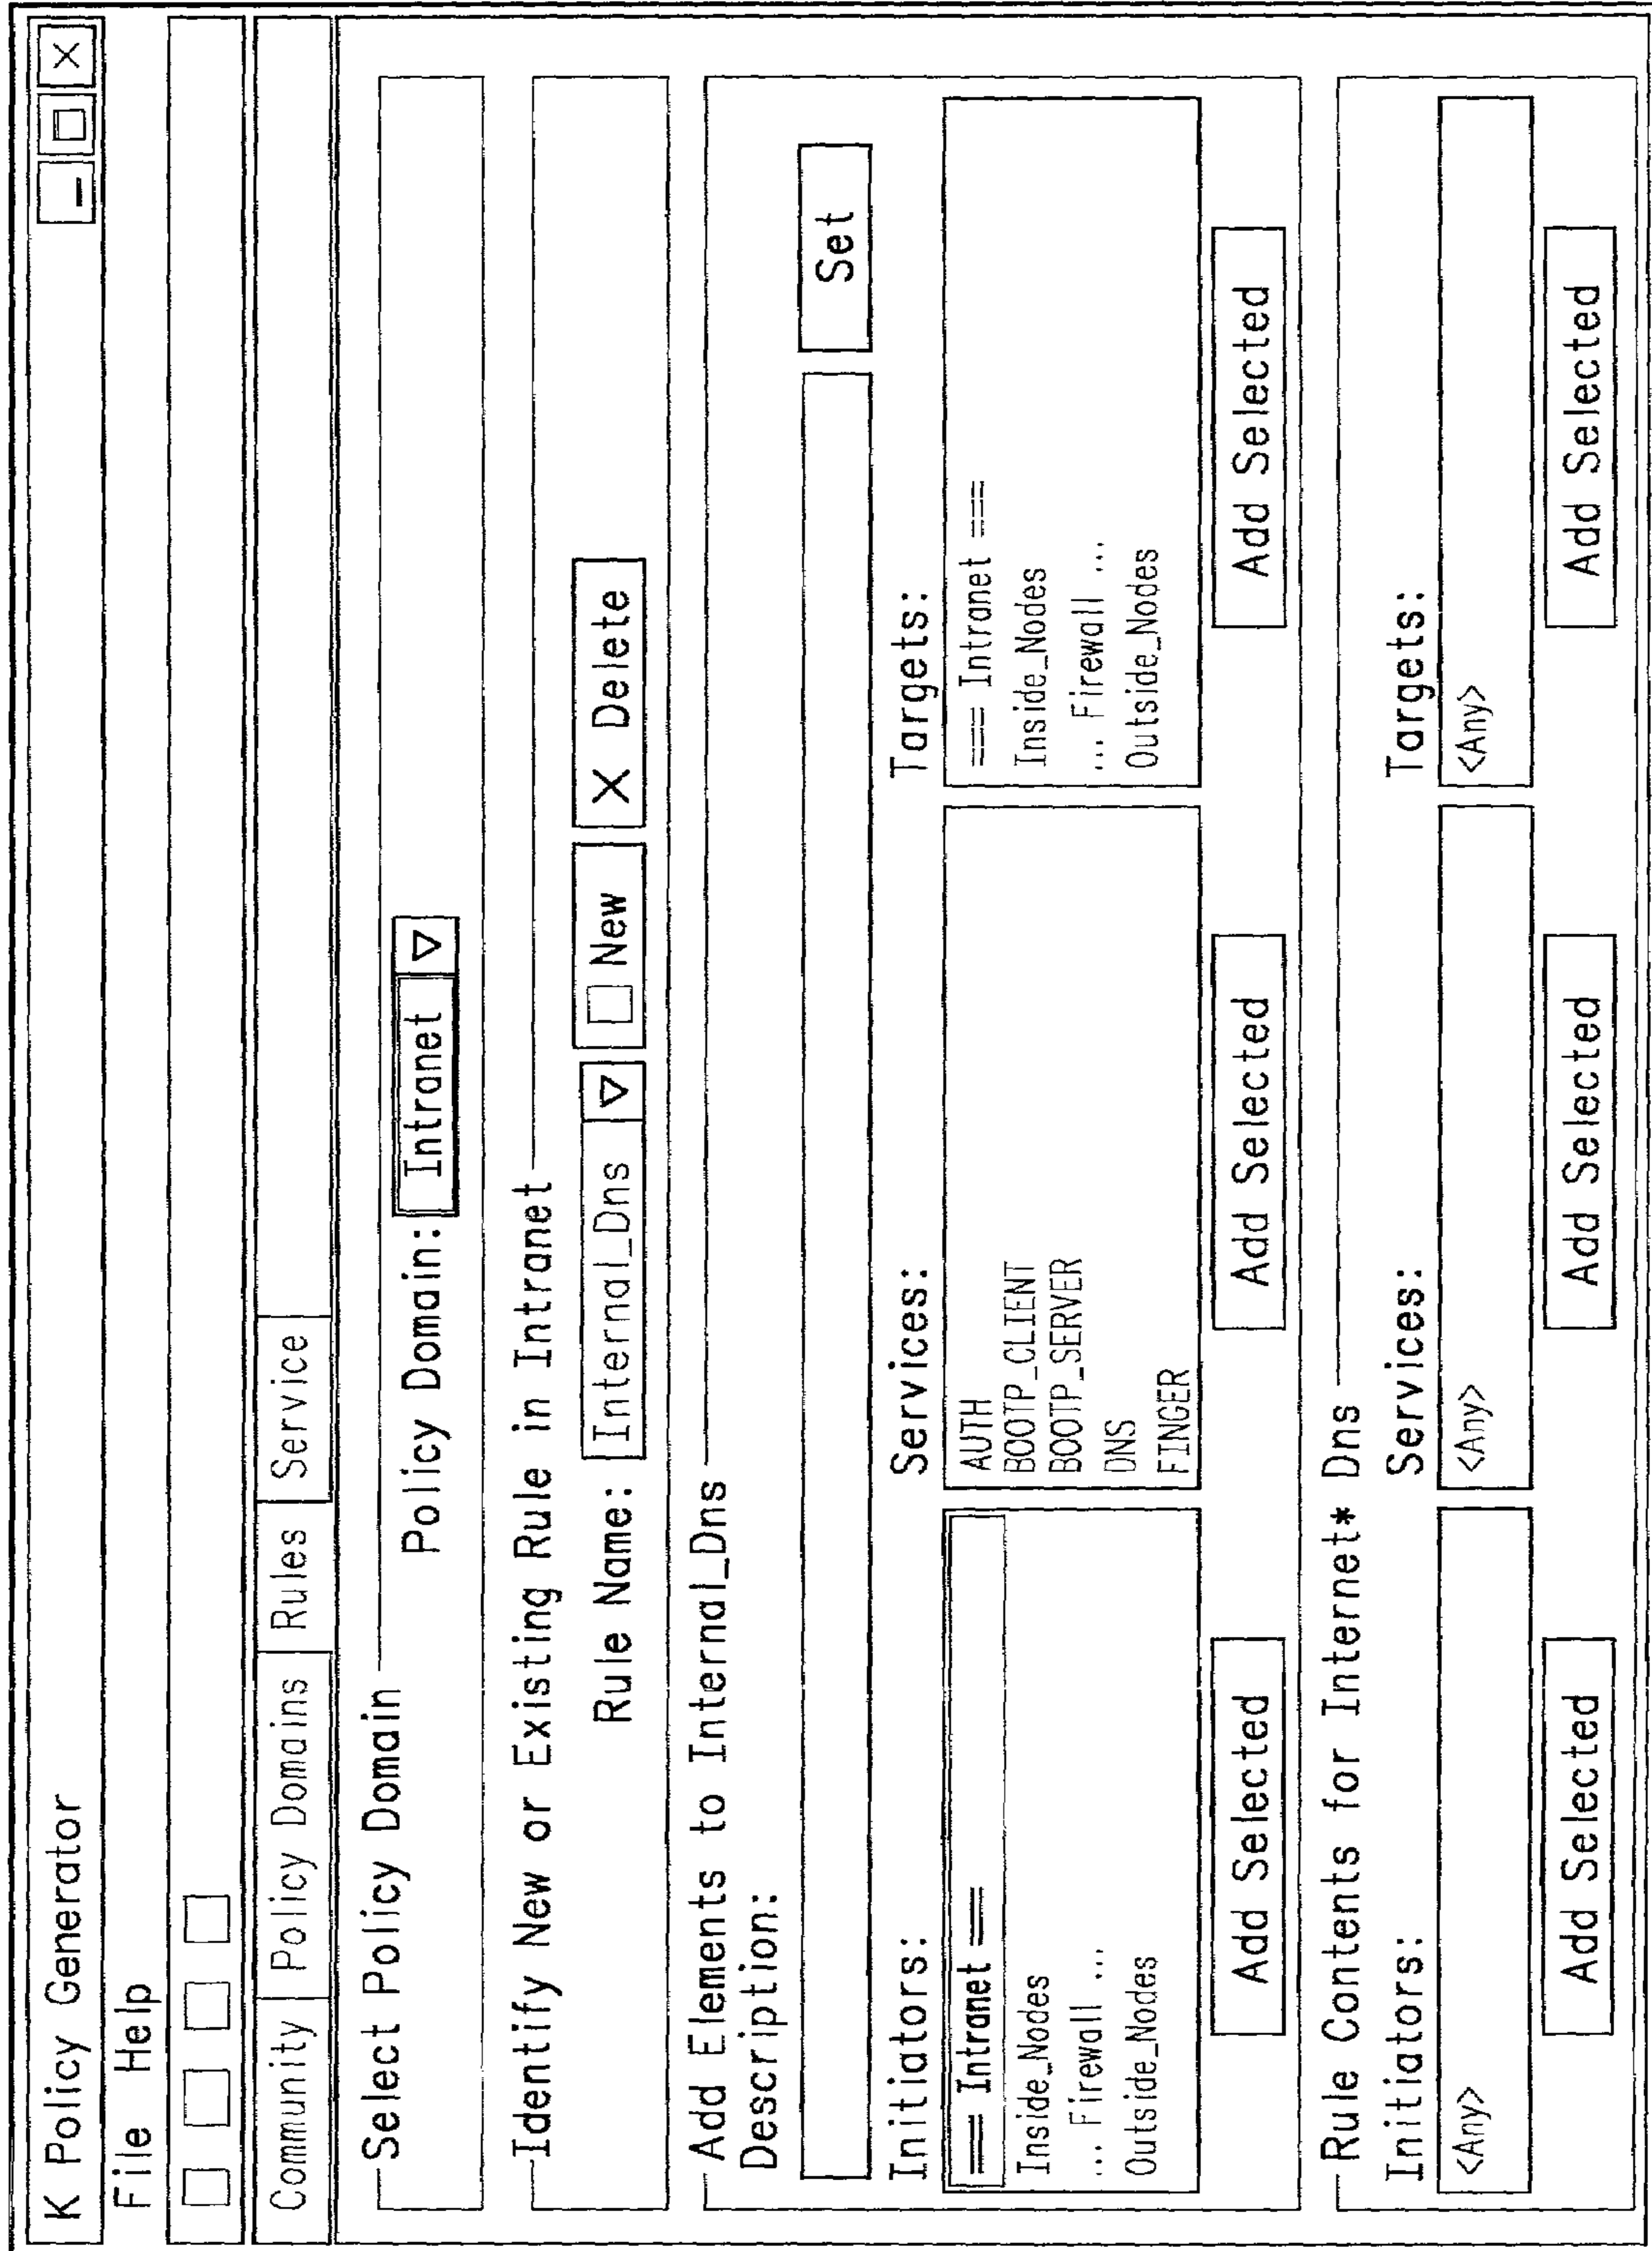 K Policy Generator
File Help
Community Policy Domains Rules Service
Select Policy Domain
Policy Domain: Intranet
Identify New or Existing Rule in Intranet
Rule Name: Internal_Dns New X Delete
Add Elements to Internal_Dns
Description:
Set
Initiators: Services: Targets:
=== Intranet === AUTH === Intranet ===
Inside_Nodes BOOTP_CLIENT Inside_Nodes
... Firewall ... BOOTP_SERVER ... Firewall ...
Outside_Nodes DNS Outside_Nodes
FINGER
Add Selected Add Selected Add Selected
Rule Contents for Internet* Dns
Initiators: Services: Targets:
<Any> <Any> <Any>
Add Selected Add Selected Add Selected